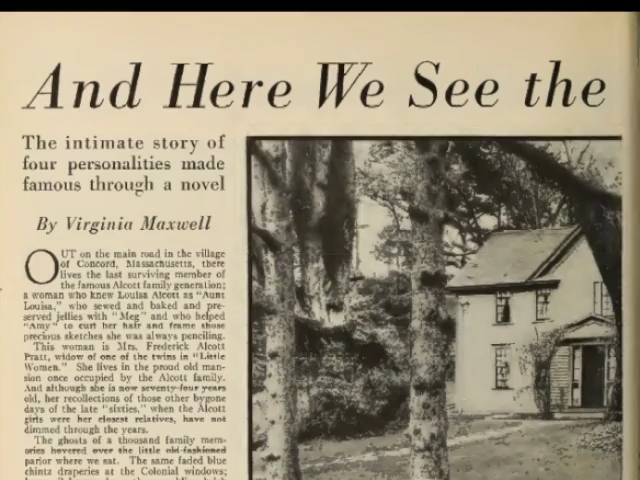 And Here We See the
The intimate story of
four personalities made
famous through a novel
By Virginia Maxwell
OUT on the main road in the village
of Concord, Massachusetts, there
lives the last surviving member of
the famous Alcott family generation;
a woman who knew Louisa Alcott as "Aunt
Louisa," who sewed and baked and pre-
served jellies with "Meg" and who helped
"Amy" to curl her hair and frame those
precious sketches she was always penciling.
This woman is Mrs. Frederick Alcott
Pratt, widow of one of the twins in "Little
Women." She lives in the proud old man-
sion once occupied by the Alcott family.
And although she is now seventy-four years
old, her recollections of those other bygone
days of the late "sixties," when the Alcott
girls were her closest relatives, have not
dimmed through the years.
The ghosts of a thousand family mem-
ories hovered over the little old-fashioned
parlor where we sat. The same faded blue
chintz draperies at the Colonial windows;